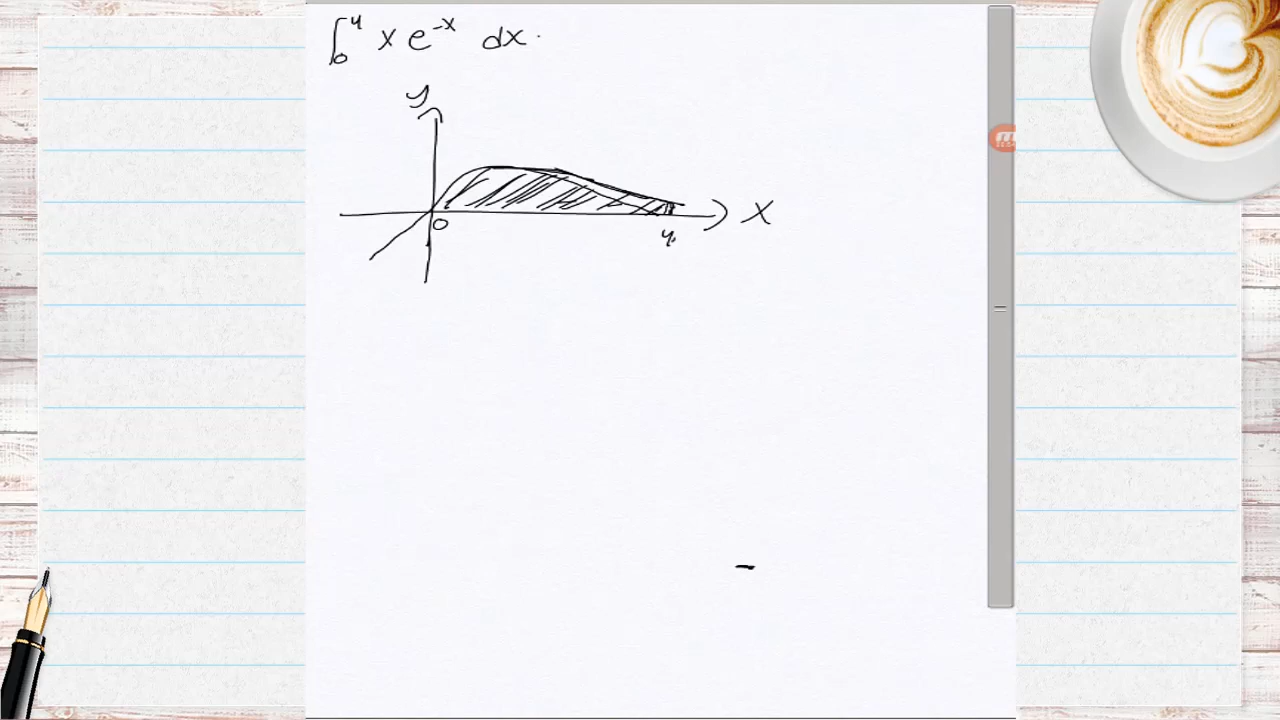 ∫₀⁴ x e⁻ˣ dx.
y
x
0
4